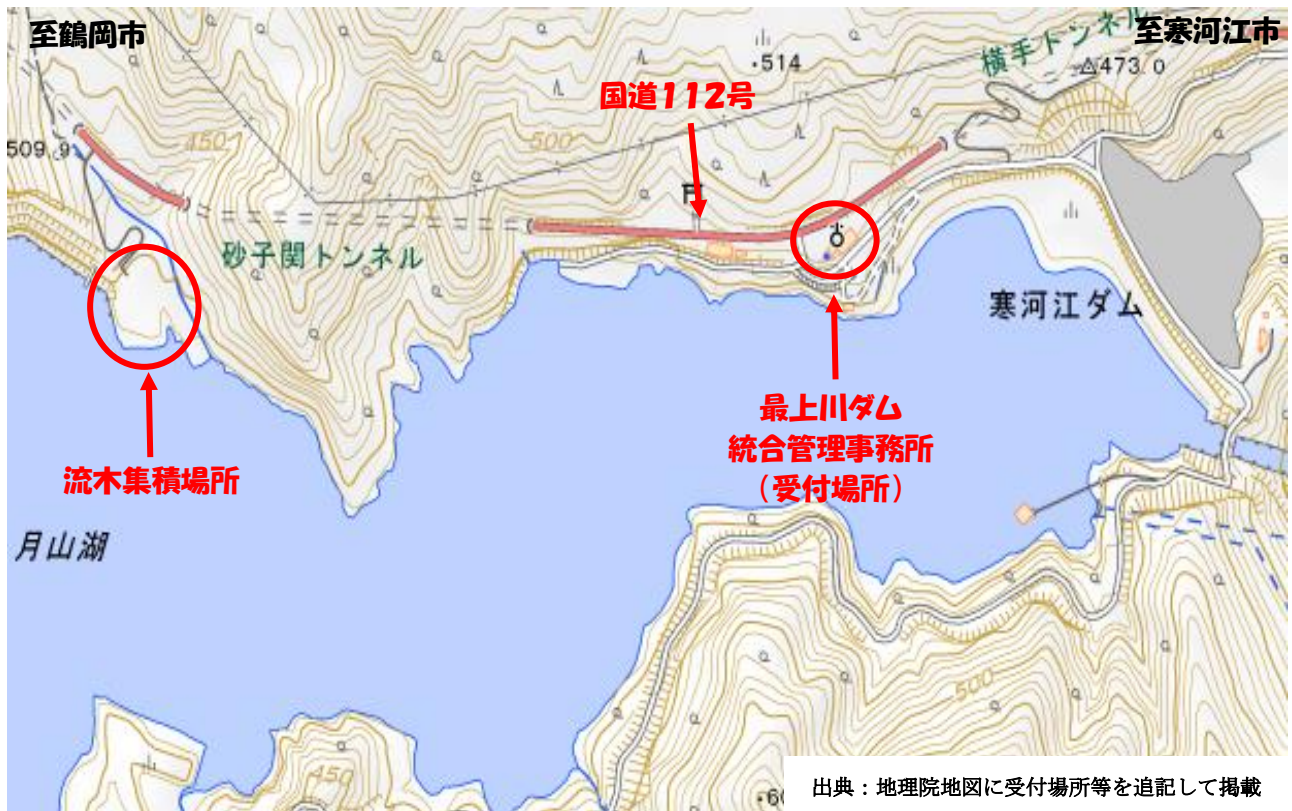 至鶴岡市
横手トンネル
至寒河江市
・514
△473.0
国道112号
509.9
450
500
砂子関トンネル
寒河江ダム
最上川ダム
統合管理事務所
（受付場所）
流木集積場所
月山湖
500
450
出典：地理院地図に受付場所等を追記して掲載